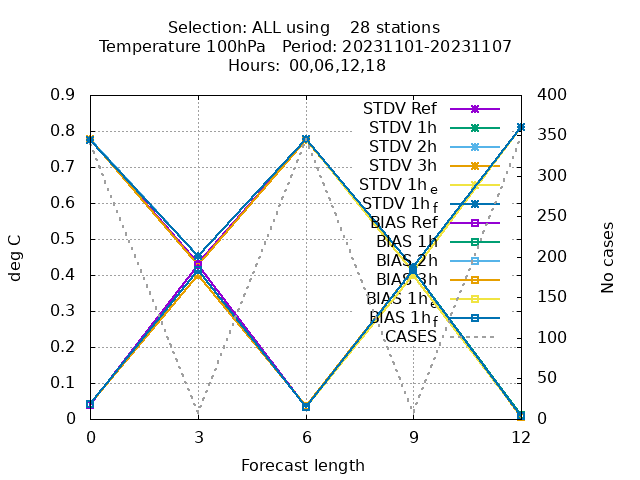 Selection: ALL using    28 stations
Temperature 100hPa   Period: 20231101-20231107
Hours:  00,06,12,18
0.9
0.8
0.7
0.6
0.5
0.4
0.3
0.2
0.1
0
deg C
400
350
300
250
200
150
100
50
0
No cases
STDV Ref
STDV 1h
STDV 2h
STDV 3h
STDV 1h e
STDV 1h f
BIAS Ref
BIAS 1h
BIAS 2h
BIAS 3h
BIAS 1h e
BIAS 1h f
CASES
0 3 6 9 12
Forecast length